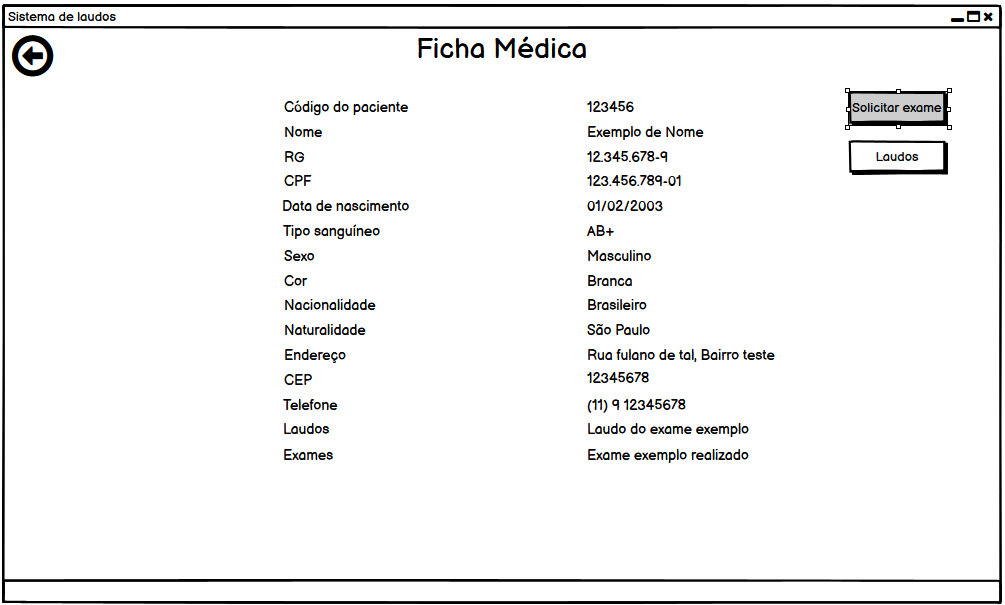 Sistema de laudos
Ficha Médica
Código do paciente 123456 Solicitar exame
Nome Exemplo de Nome
RG 12.345.678-9 Laudos
CPF 123.456.789-01
Data de nascimento 01/02/2003
Tipo sanguíneo AB+
Sexo Masculino
Cor Branca
Nacionalidade Brasileiro
Naturalidade São Paulo
Endereço Rua fulano de tal, Bairro teste
CEP 12345678
Telefone (11) 9 12345678
Laudos Laudo do exame exemplo
Exames Exame exemplo realizado